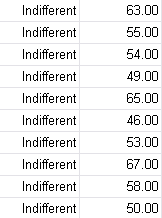 Indifferent 63.00
Indifferent 55.00
Indifferent 54.00
Indifferent 49.00
Indifferent 65.00
Indifferent 46.00
Indifferent 53.00
Indifferent 67.00
Indifferent 58.00
Indifferent 50.00